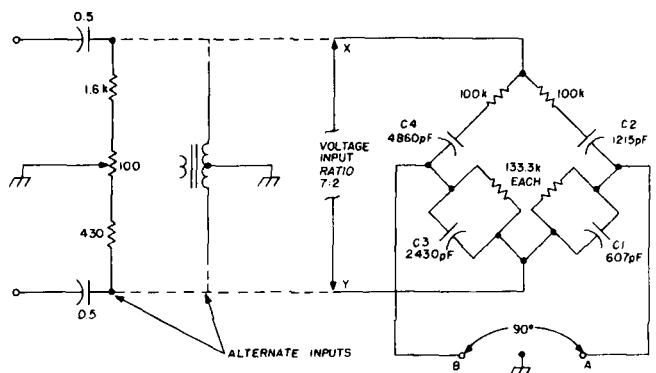 0.5
1.6k
100
430
0.5
ALTERNATE INPUTS
X
VOLTAGE
INPUT
RATIO
7:2
Y
100k
100k
C4
4860pF
C2
1215pF
133.3k
EACH
C3
2430pF
C1
607pF
90°
B
A